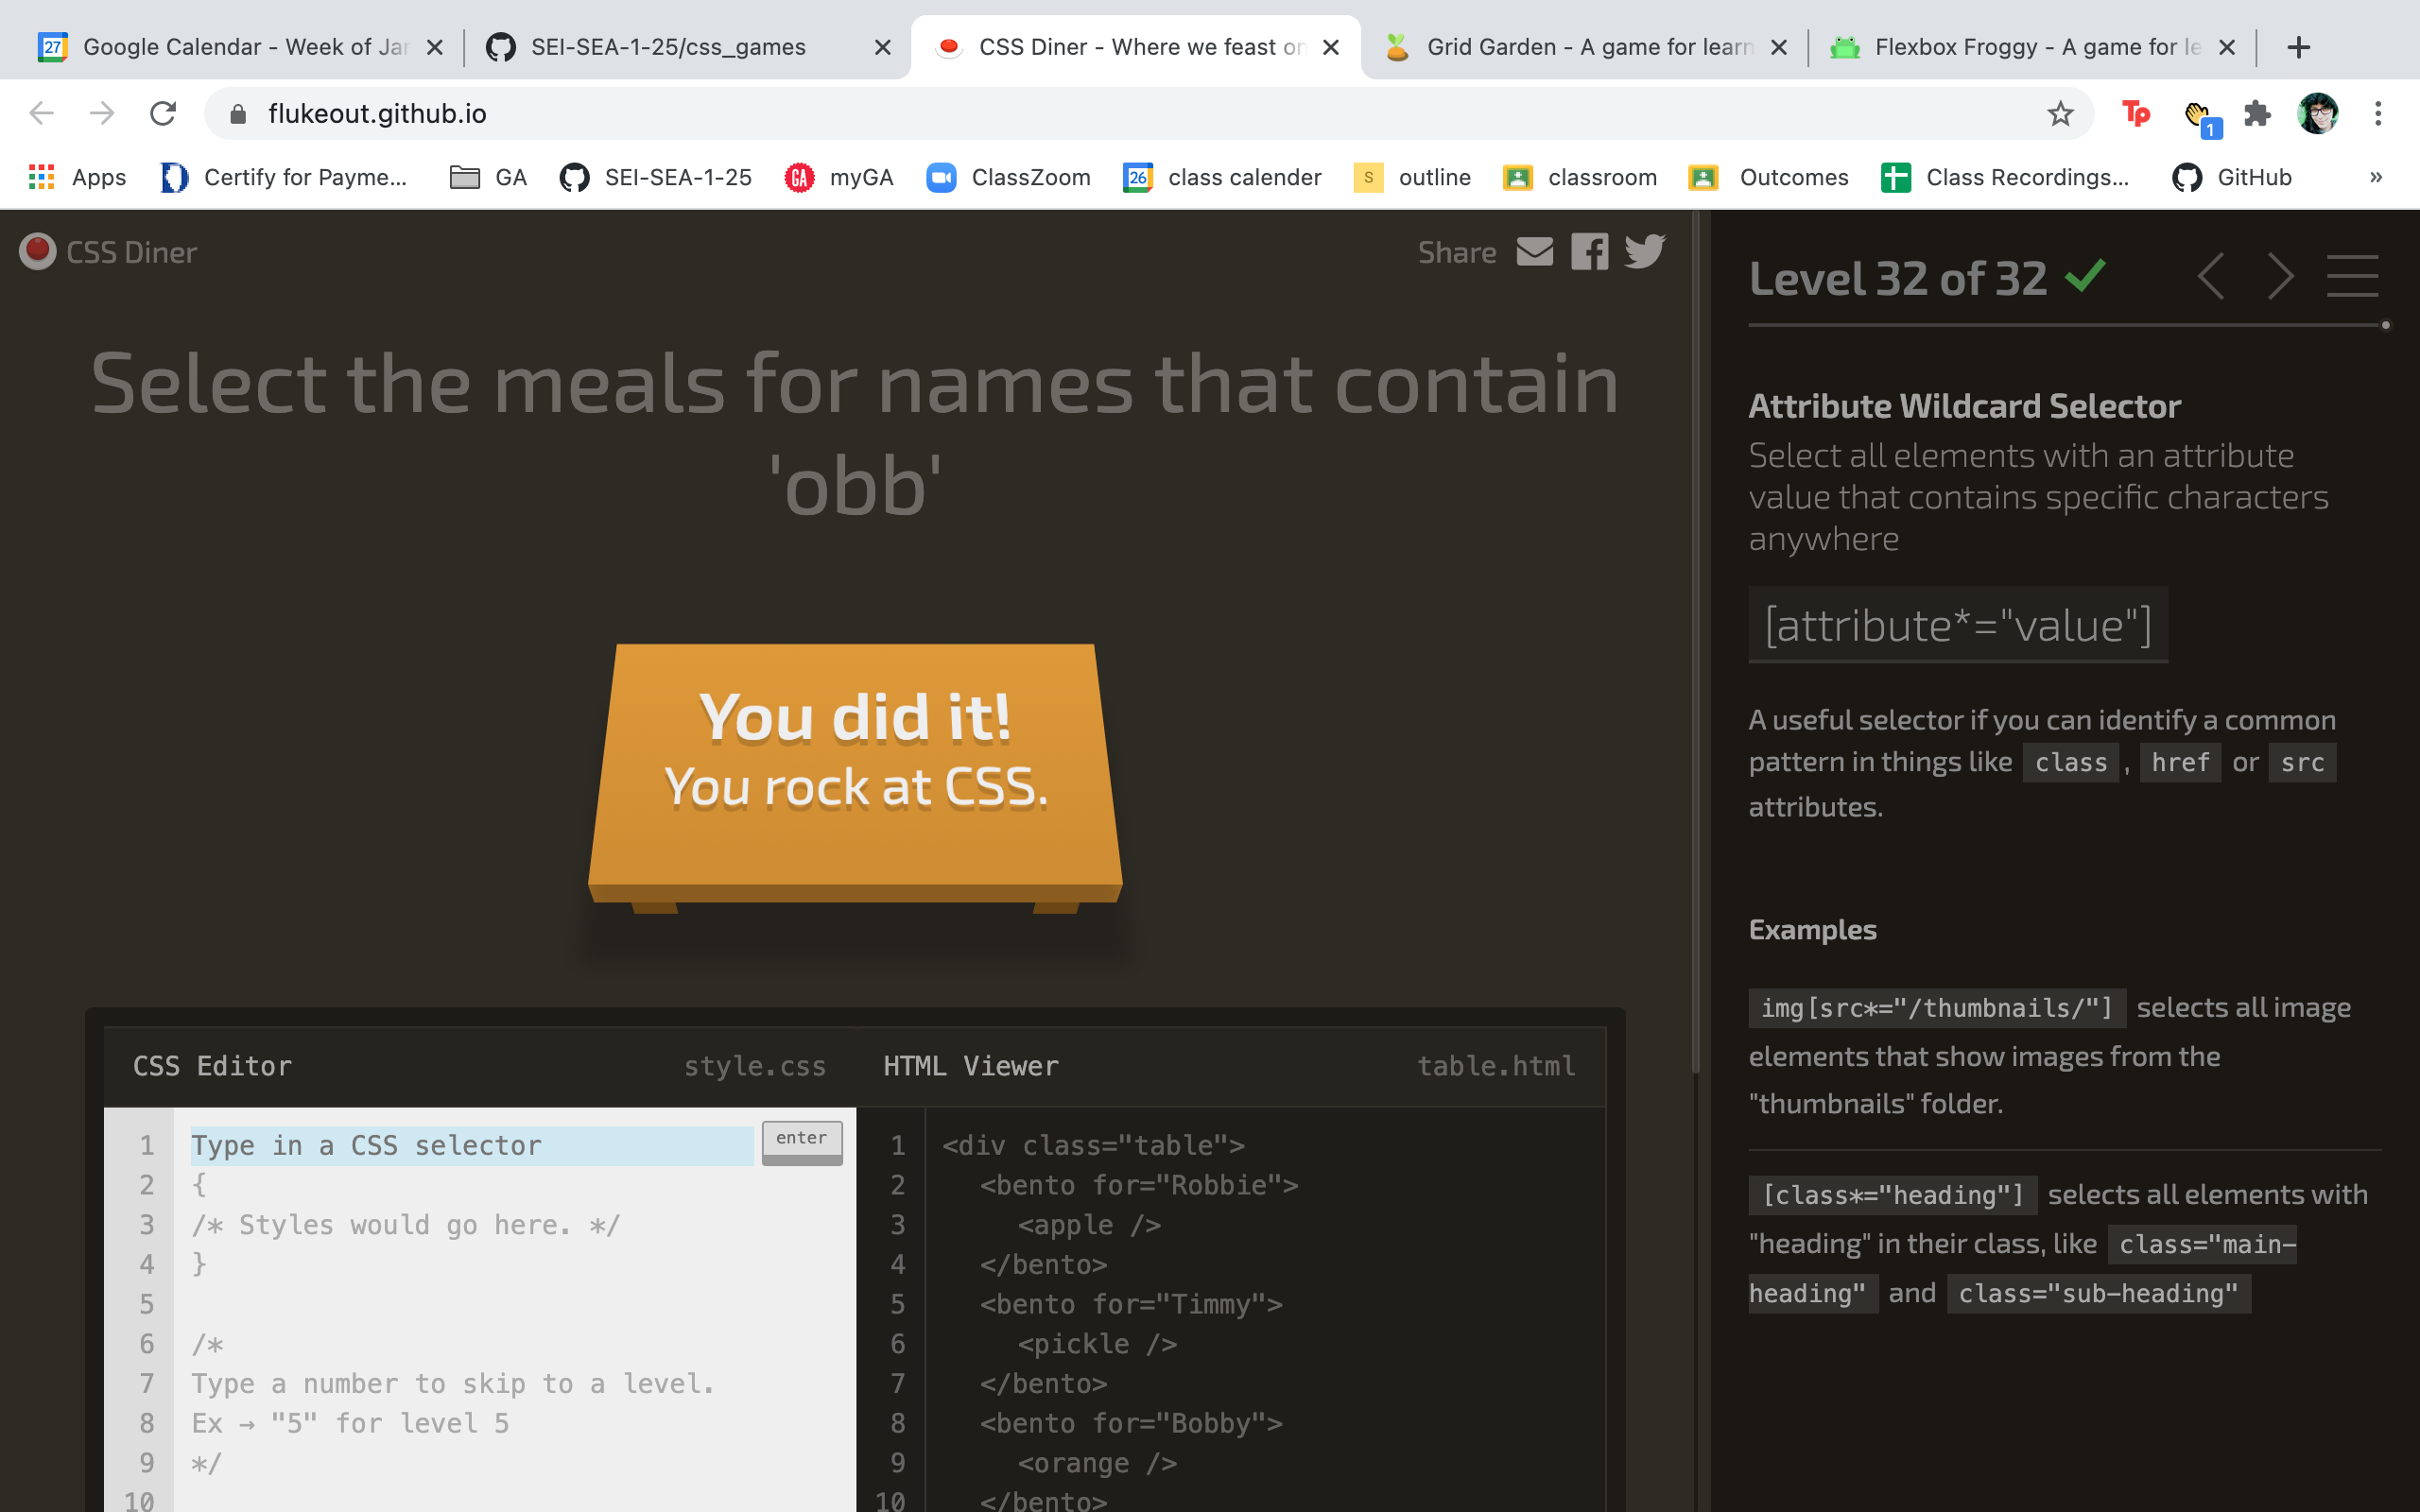 Google Calendar - Week of Jan
SEI-SEA-1-25/css_games
CSS Diner - Where we feast on
Grid Garden - A game for learn
Flexbox Froggy - A game for le
flukeout.github.io
Tp
1
Apps
Certify for Payme...
GA
SEI-SEA-1-25
GA
myGA
ClassZoom
26
class calender
S
outline
classroom
Outcomes
Class Recordings...
GitHub
»
27
CSS Diner
Share
Select the meals for names that contain
'obb'
You did it!
You rock at CSS.
CSS Editor
style.css
HTML Viewer
table.html
1 Type in a CSS selector
enter
2 {
3 /* Styles would go here. */
4 }
5
6 /*
7 Type a number to skip to a level.
8 Ex → "5" for level 5
9 */
10
1 <div class="table">
2 <bento for="Robbie">
3 <apple />
4 </bento>
5 <bento for="Timmy">
6 <pickle />
7 </bento>
8 <bento for="Bobby">
9 <orange />
10 </bento>
Level 32 of 32
Attribute Wildcard Selector
Select all elements with an attribute
value that contains specific characters
anywhere
[attribute*="value"]
A useful selector if you can identify a common
pattern in things like class , href or src
attributes.
Examples
img[src*="/thumbnails/"] selects all image
elements that show images from the
"thumbnails" folder.
[class*="heading"] selects all elements with
"heading" in their class, like class="main-
heading" and class="sub-heading"